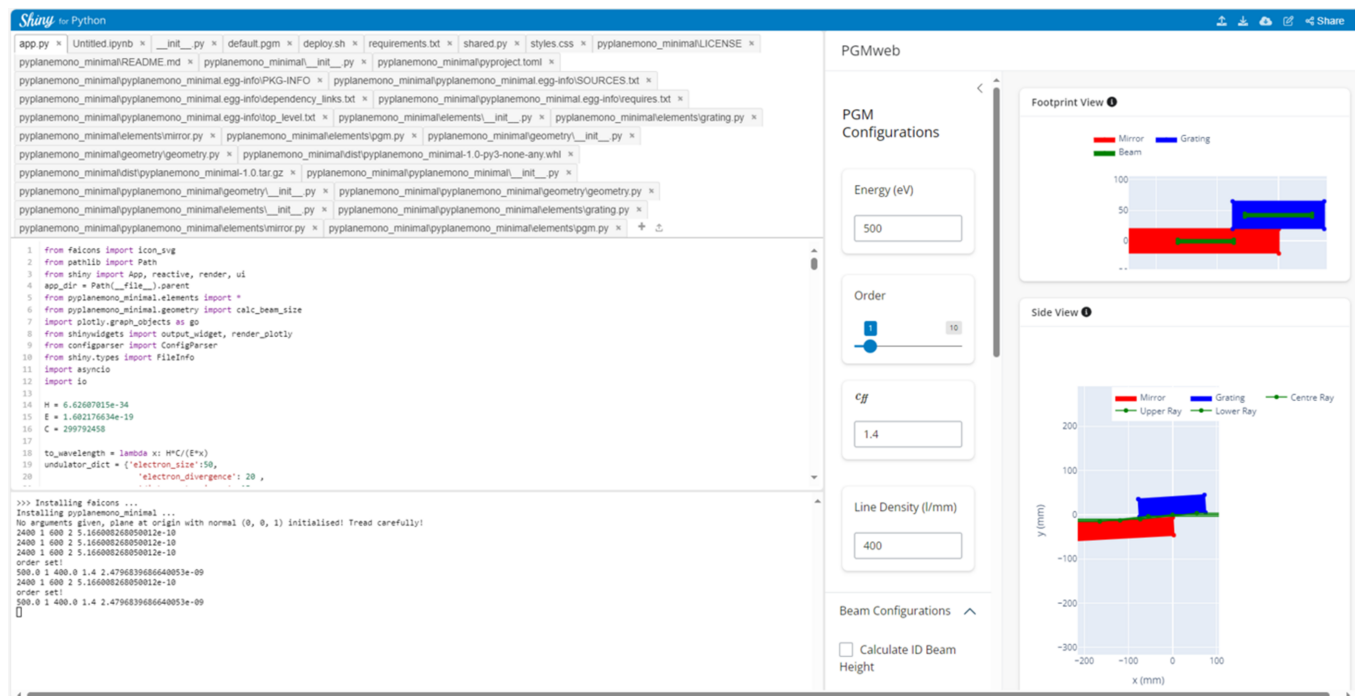 Shiny for Python
Share
app.py × Untitled.ipynb × __init__.py × default.pgm × deploy.sh × requirements.txt × shared.py × styles.css × pyplanemono_minimal\LICENSE ×
pyplanemono_minimal\README.md × pyplanemono_minimal\__init__.py × pyplanemono_minimal\pyproject.toml ×
pyplanemono_minimal\pyplanemono_minimal.egg-info\PKG-INFO × pyplanemono_minimal\pyplanemono_minimal.egg-info\SOURCES.txt ×
pyplanemono_minimal\pyplanemono_minimal.egg-info\dependency_links.txt × pyplanemono_minimal\pyplanemono_minimal.egg-info\requires.txt ×
pyplanemono_minimal\pyplanemono_minimal.egg-info\top_level.txt × pyplanemono_minimal\elements\__init__.py × pyplanemono_minimal\elements\grating.py ×
pyplanemono_minimal\elements\mirror.py × pyplanemono_minimal\elements\pgm.py × pyplanemono_minimal\geometry\__init__.py ×
pyplanemono_minimal\geometry\geometry.py × pyplanemono_minimal\dist\pyplanemono_minimal-1.0-py3-none-any.whl ×
pyplanemono_minimal\dist\pyplanemono_minimal-1.0.tar.gz × pyplanemono_minimal\pyplanemono_minimal\__init__.py ×
pyplanemono_minimal\pyplanemono_minimal\geometry\__init__.py × pyplanemono_minimal\pyplanemono_minimal\geometry\geometry.py ×
pyplanemono_minimal\pyplanemono_minimal\elements\__init__.py × pyplanemono_minimal\pyplanemono_minimal\elements\grating.py ×
pyplanemono_minimal\pyplanemono_minimal\elements\mirror.py × pyplanemono_minimal\pyplanemono_minimal\elements\pgm.py × +
1 from faicons import icon_svg
2 from pathlib import Path
3 from shiny import App, reactive, render, ui
4 app_dir = Path(__file__).parent
5 from pyplanemono_minimal.elements import *
6 from pyplanemono_minimal.geometry import calc_beam_size
7 import plotly.graph_objects as go
8 from shinywidgets import output_widget, render_plotly
9 from configparser import ConfigParser
10 from shiny.types import FileInfo
11 import asyncio
12 import io
13
14 H = 6.62607015e-34
15 E = 1.602176634e-19
16 C = 299792458
17
18 to_wavelength = lambda x: H*C/(E*x)
19 undulator_dict = {'electron_size':50,
20 'electron_divergence': 20 ,
>>> Installing faicons ...
Installing pyplanemono_minimal ...
No arguments given, plane at origin with normal (0, 0, 1) initialised! Tread carefully!
2400 1 600 2 5.166008268050012e-10
2400 1 600 2 5.166008268050012e-10
2400 1 600 2 5.166008268050012e-10
order set!
500.0 1 400.0 1.4 2.4796839686640053e-09
2400 1 600 2 5.166008268050012e-10
order set!
500.0 1 400.0 1.4 2.4796839686640053e-09
PGMweb
PGM
Configurations
Energy (eV)
500
Order
1 10
cff
1.4
Line Density (l/mm)
400
Beam Configurations
Calculate ID Beam
Height
Footprint View
Mirror Grating
Beam
100
50
0
Side View
Mirror Grating Centre Ray
Upper Ray Lower Ray
200
100
0
−100
−200
−300
y (mm)
−200 −100 0 100
x (mm)